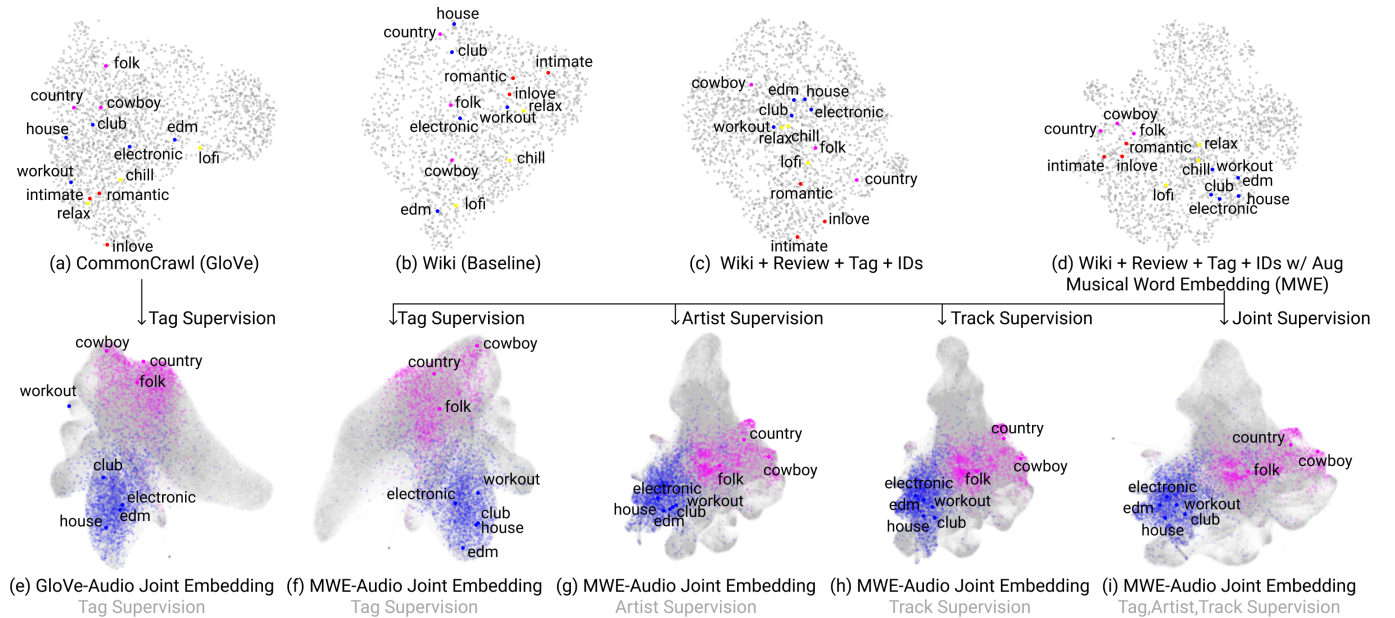 folk
country
cowboy
club
house
edm
electronic
lofi
workout
chill
intimate
romantic
relax
inlove
(a) CommonCrawl (GloVe)
house
country
club
intimate
romantic
inlove
folk
relax
workout
electronic
chill
cowboy
lofi
edm
(b) Wiki (Baseline)
cowboy
edm
house
club
electronic
workout
relax
chill
folk
lofi
country
romantic
inlove
intimate
(c) Wiki + Review + Tag + IDs
cowboy
country
folk
romantic
relax
intimate
inlove
chill
workout
edm
lofi
club
house
electronic
(d) Wiki + Review + Tag + IDs w/ Aug
Musical Word Embedding (MWE)
Tag Supervision
Tag Supervision
Artist Supervision
Track Supervision
Joint Supervision
cowboy
country
folk
workout
club
electronic
edm
house
(e) GloVe-Audio Joint Embedding
Tag Supervision
cowboy
country
folk
workout
electronic
club
house
edm
(f) MWE-Audio Joint Embedding
Tag Supervision
country
cowboy
folk
electronic
workout
house
club
edm
(g) MWE-Audio Joint Embedding
Artist Supervision
country
cowboy
folk
electronic
edm
workout
house
club
(h) MWE-Audio Joint Embedding
Track Supervision
country
cowboy
folk
electronic
edm
workout
club
house
(i) MWE-Audio Joint Embedding
Tag,Artist,Track Supervision